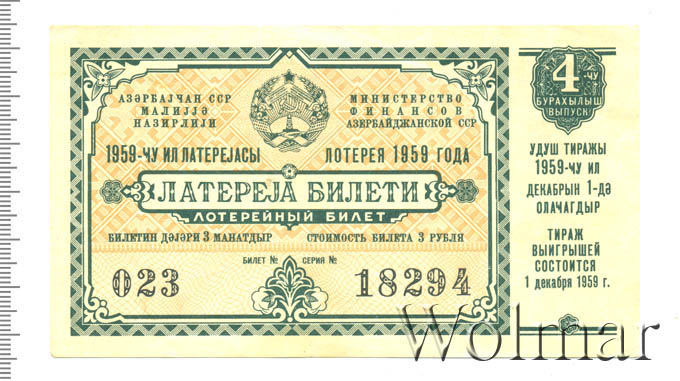 АЗӘРБАЈҸАН ССР
МАЛИЈЈӘ
НАЗИРЛИЈИ
МИНИСТЕРСТВО
ФИНАНСОВ
АЗЕРБАЙДЖАНСКОЙ ССР
1959-ЧУ ИЛ ЛАТЕРЕЈАСЫ
ЛОТЕРЕЯ 1959 ГОДА
ЛАТЕРЕЈА БИЛЕТИ
ЛОТЕРЕЙНЫЙ БИЛЕТ
БИЛЕТИН ДӘЈӘРИ 3 МАНАТДЫР
СТОИМОСТЬ БИЛЕТА 3 РУБЛЯ
БИЛЕТ № СЕРИЯ №
023 18294
4-ЧУ
БУРАХЫЛЫШ
ВЫПУСК
УДУШ ТИРАЖЫ
1959-ЧУ ИЛ
ДЕКАБРЫН 1-ДӘ
ОЛАЧАГДЫР
ТИРАЖ
ВЫИГРЫШЕЙ
СОСТОИТСЯ
1 декабря 1959 г.
Wolmar